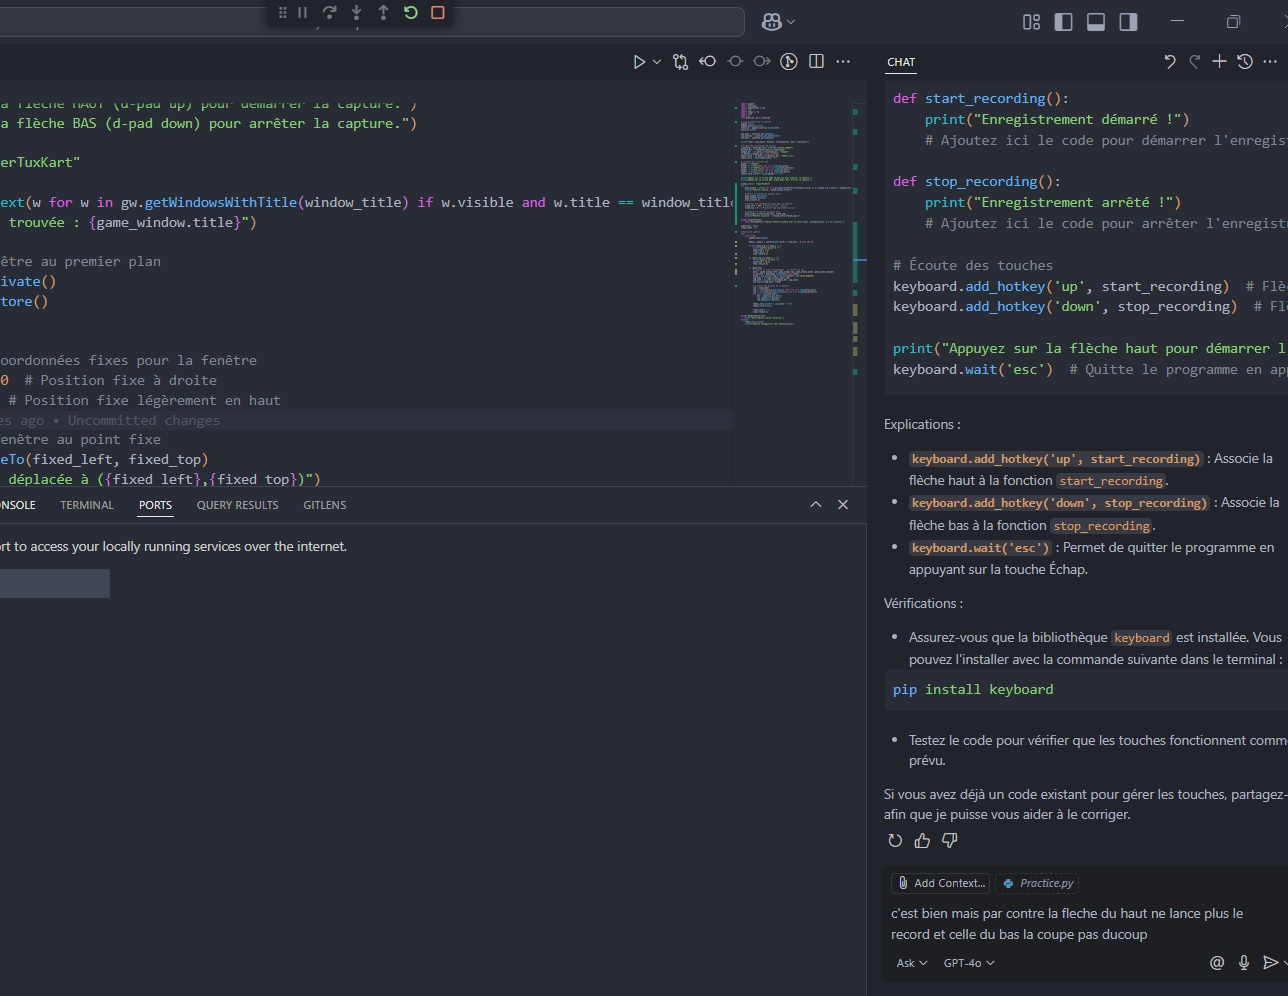 a flèche HAUT (d-pad up) pour démarrer la capture.")
a flèche BAS (d-pad down) pour arrêter la capture.")
erTuxKart"
ext(w for w in gw.getWindowsWithTitle(window_title) if w.visible and w.title == window_title
trouvée : {game_window.title}")
être au premier plan
ivate()
tore()
oordonnées fixes pour la fenêtre
0 # Position fixe à droite
# Position fixe légèrement en haut
es ago • Uncommitted changes
enêtre au point fixe
eTo(fixed_left, fixed_top)
déplacée à ({fixed_left},{fixed_top})")
ONSOLE TERMINAL PORTS QUERY RESULTS GITLENS
rt to access your locally running services over the internet.
CHAT
def start_recording():
print("Enregistrement démarré !")
# Ajoutez ici le code pour démarrer l'enregist
def stop_recording():
print("Enregistrement arrêté !")
# Ajoutez ici le code pour arrêter l'enregistr
# Écoute des touches
keyboard.add_hotkey('up', start_recording) # Flè
keyboard.add_hotkey('down', stop_recording) # Fl
print("Appuyez sur la flèche haut pour démarrer l
keyboard.wait('esc') # Quitte le programme en ap
Explications :
• keyboard.add_hotkey('up', start_recording) : Associe la
flèche haut à la fonction start_recording.
• keyboard.add_hotkey('down', stop_recording) : Associe la
flèche bas à la fonction stop_recording.
• keyboard.wait('esc') : Permet de quitter le programme en
appuyant sur la touche Échap.
Vérifications :
• Assurez-vous que la bibliothèque keyboard est installée. Vous
pouvez l'installer avec la commande suivante dans le terminal :
pip install keyboard
• Testez le code pour vérifier que les touches fonctionnent comm
prévu.
Si vous avez déjà un code existant pour gérer les touches, partagez-
afin que je puisse vous aider à le corriger.
Add Context... Practice.py
c'est bien mais par contre la fleche du haut ne lance plus le
record et celle du bas la coupe pas ducoup
Ask GPT-4o